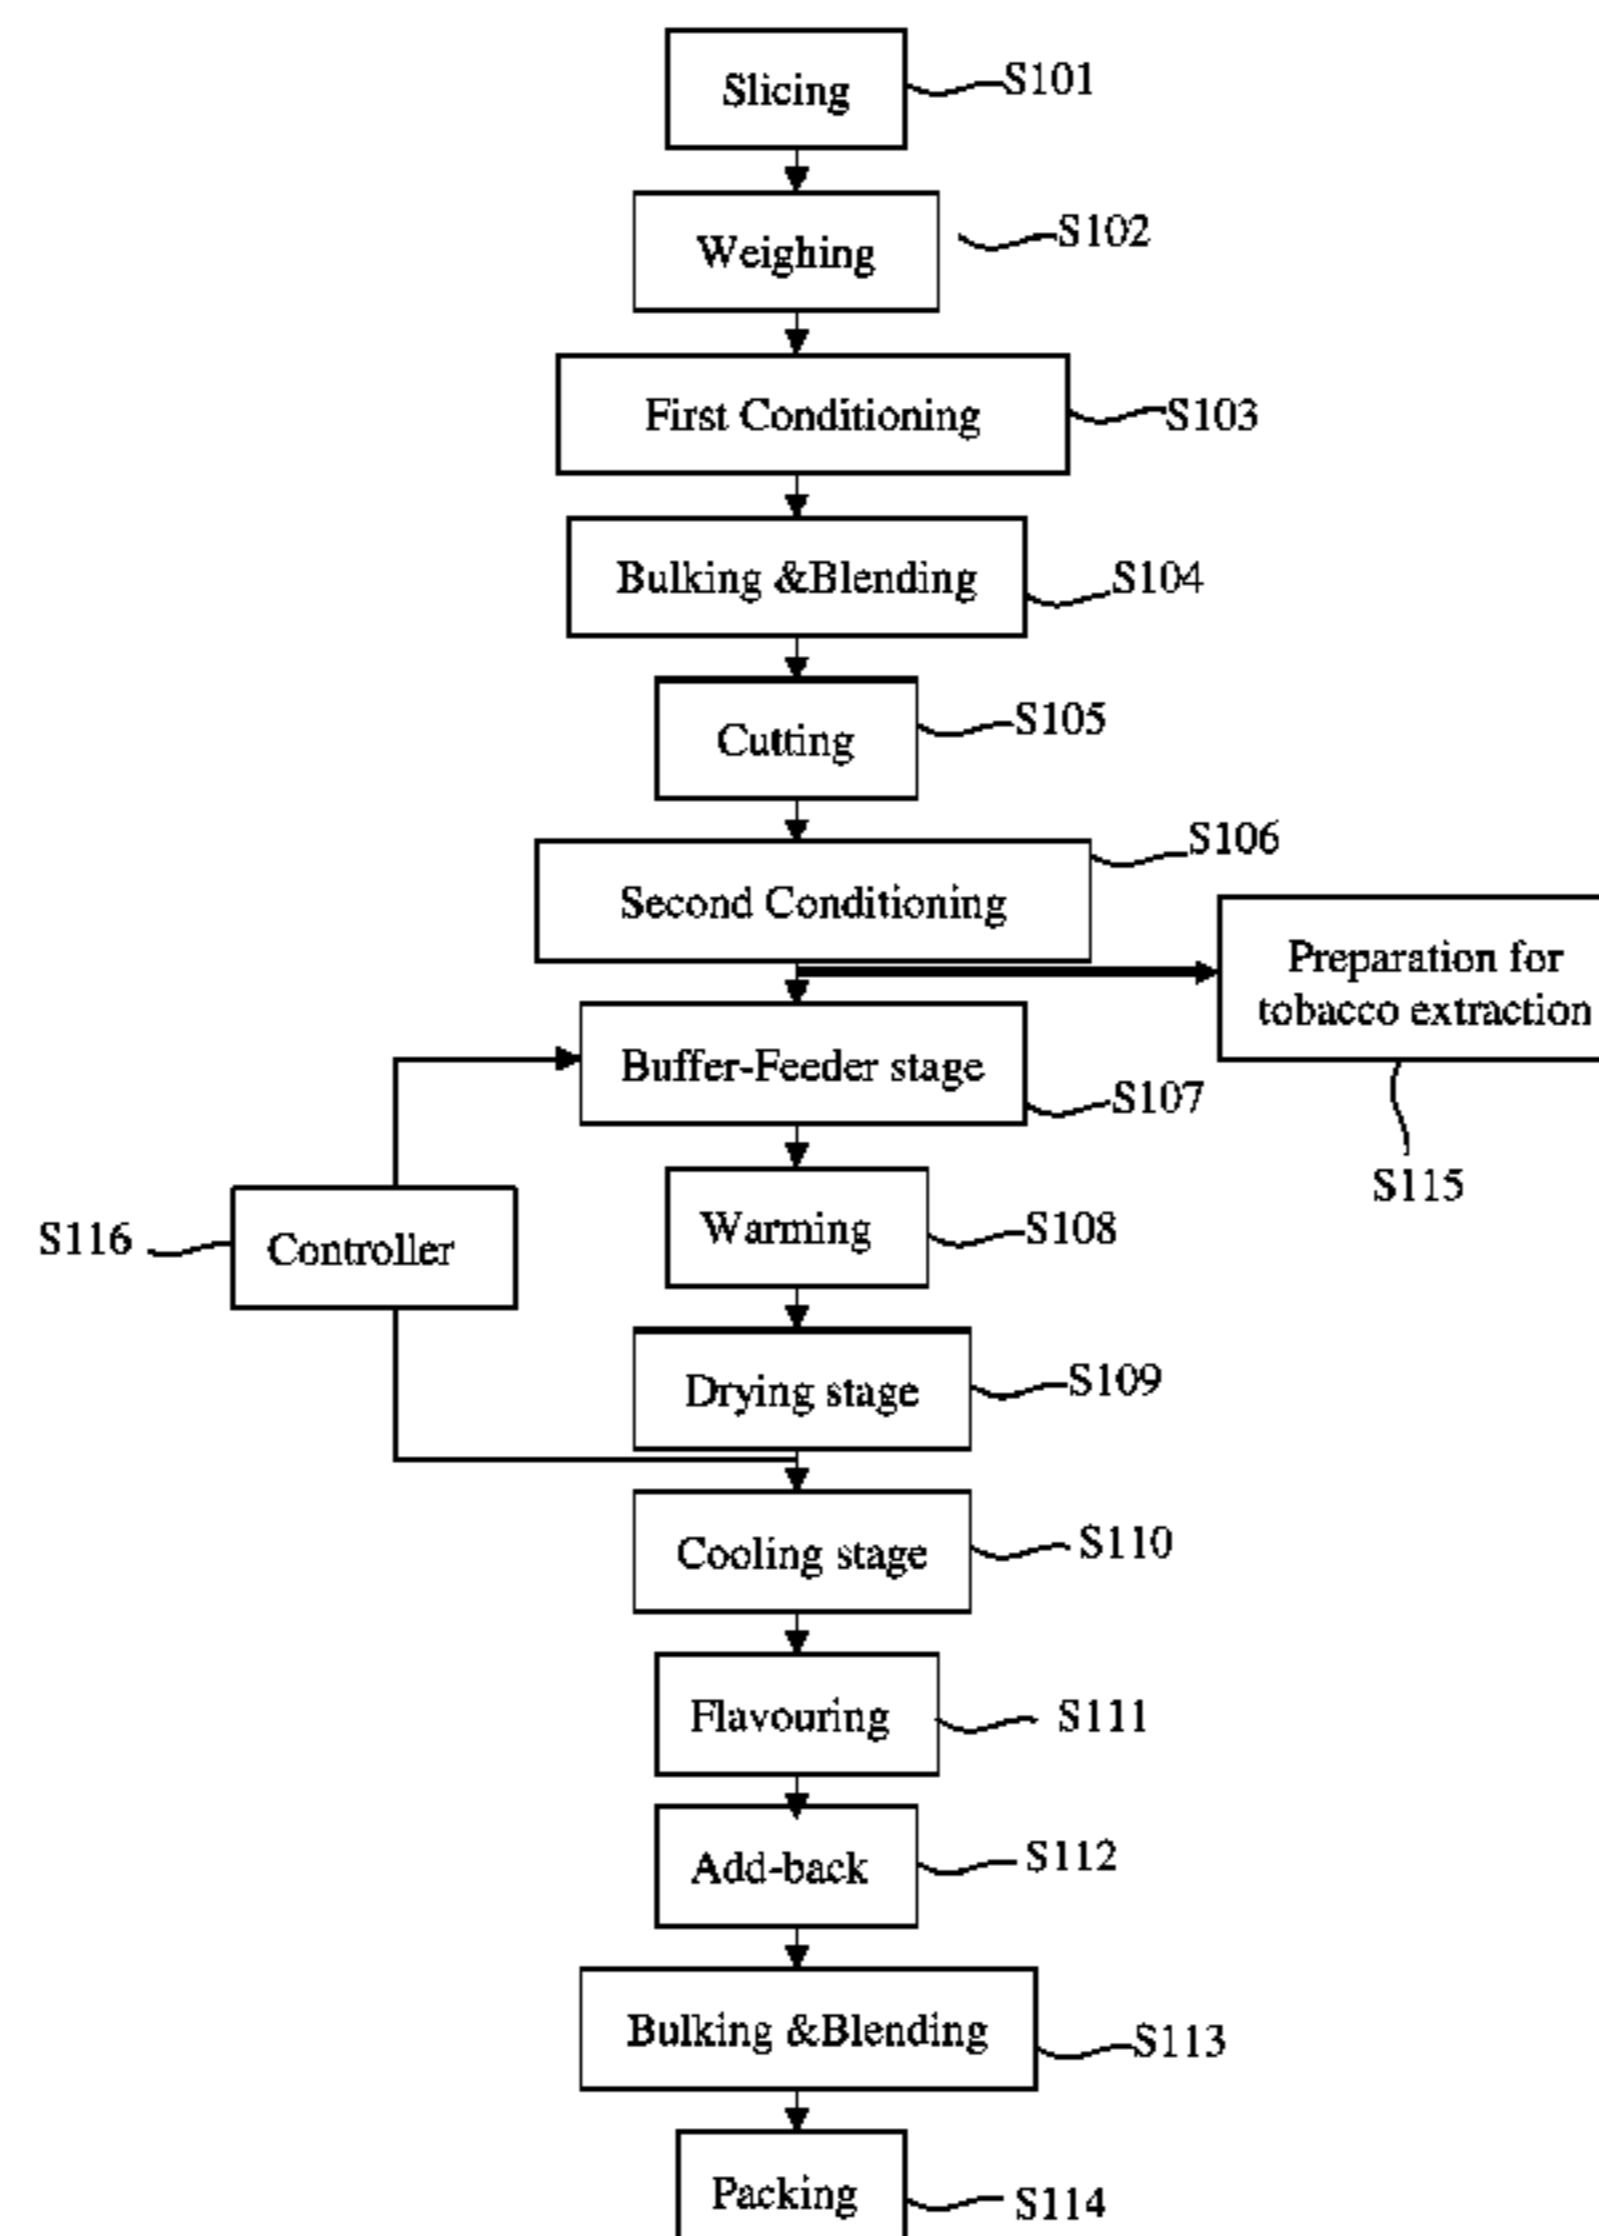 Slicing
S101
Weighing
S102
First Conditioning
S103
Bulking &Blending
S104
Cutting
S105
S106
Second Conditioning
Preparation for
tobacco extraction
Buffer-Feeder stage
S107
S115
Warming
S108
S116
Controller
Drying stage
S109
Cooling stage
S110
Flavouring
S111
Add-back
S112
Bulking &Blending
S113
Packing
S114